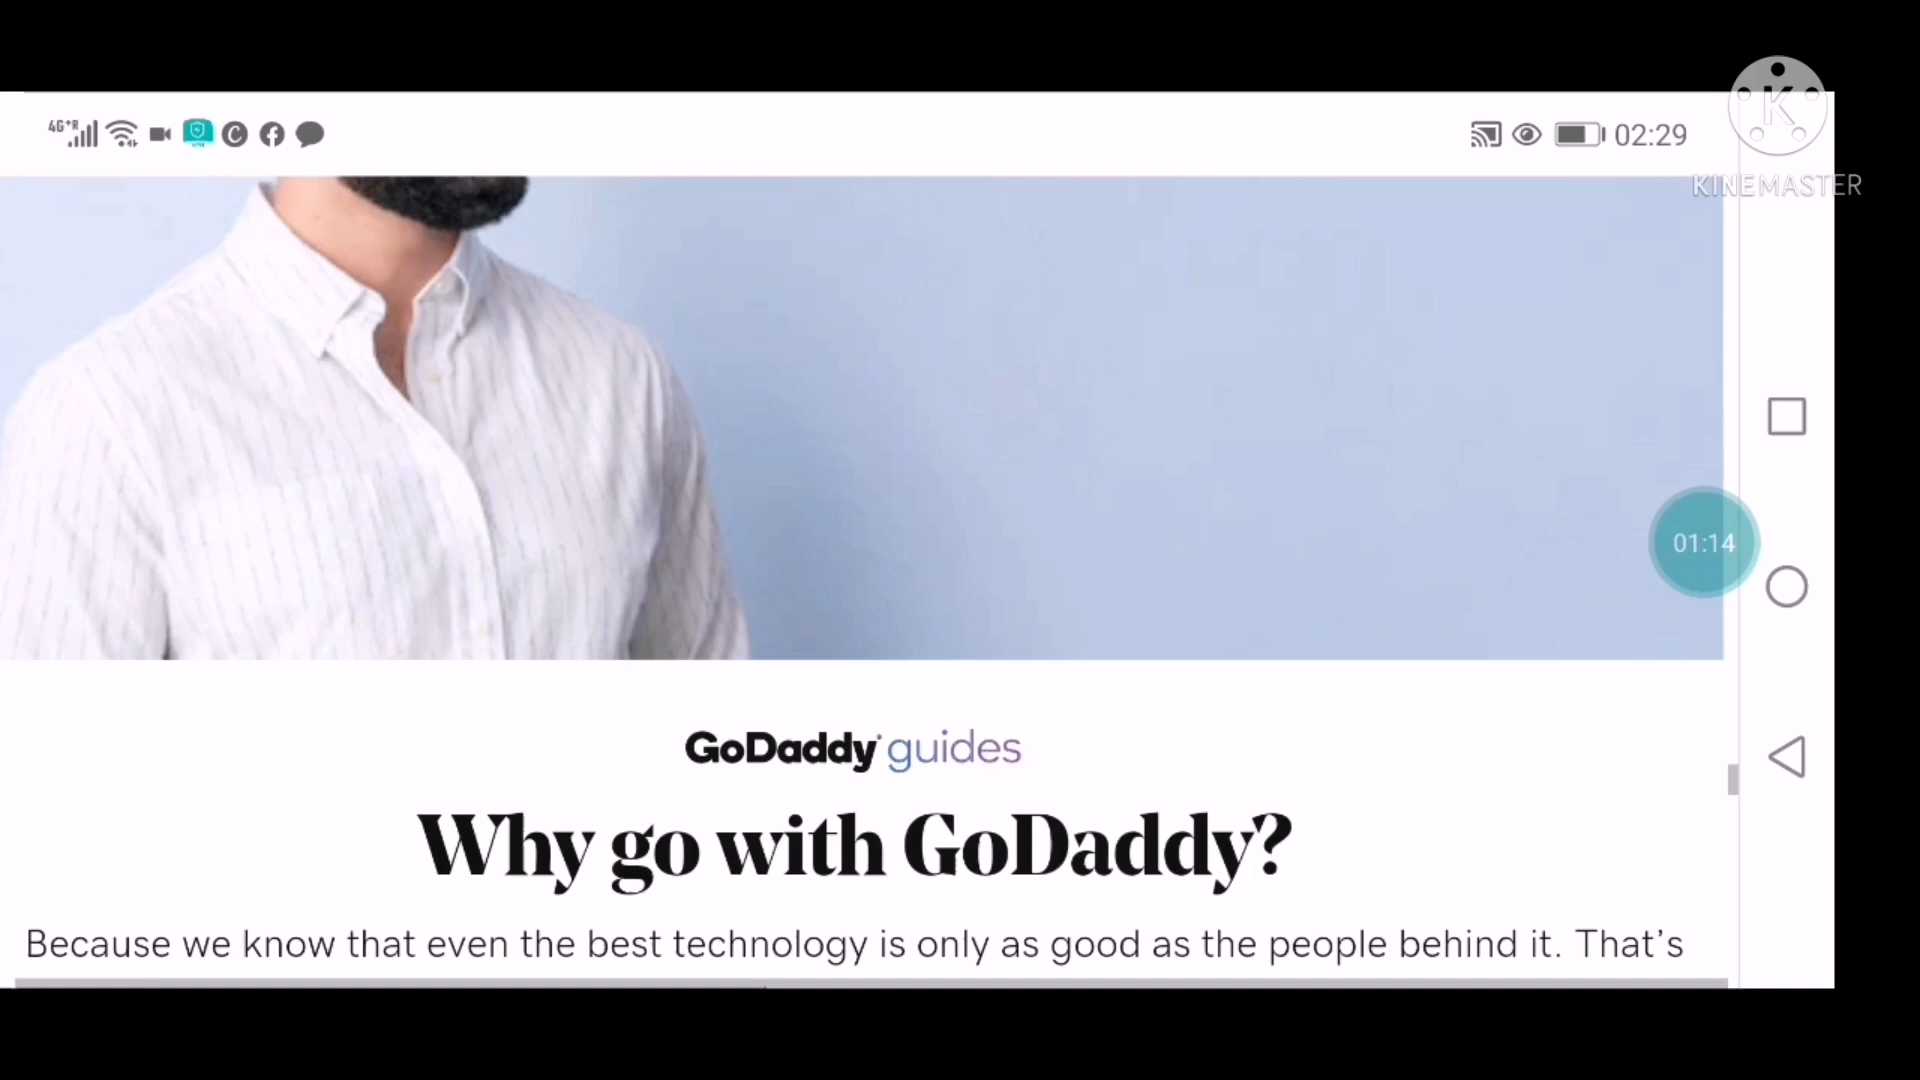 4G+R
02:29
K
KINEMASTER
01:14
GoDaddy guides
Why go with GoDaddy?
Because we know that even the best technology is only as good as the people behind it. That’s